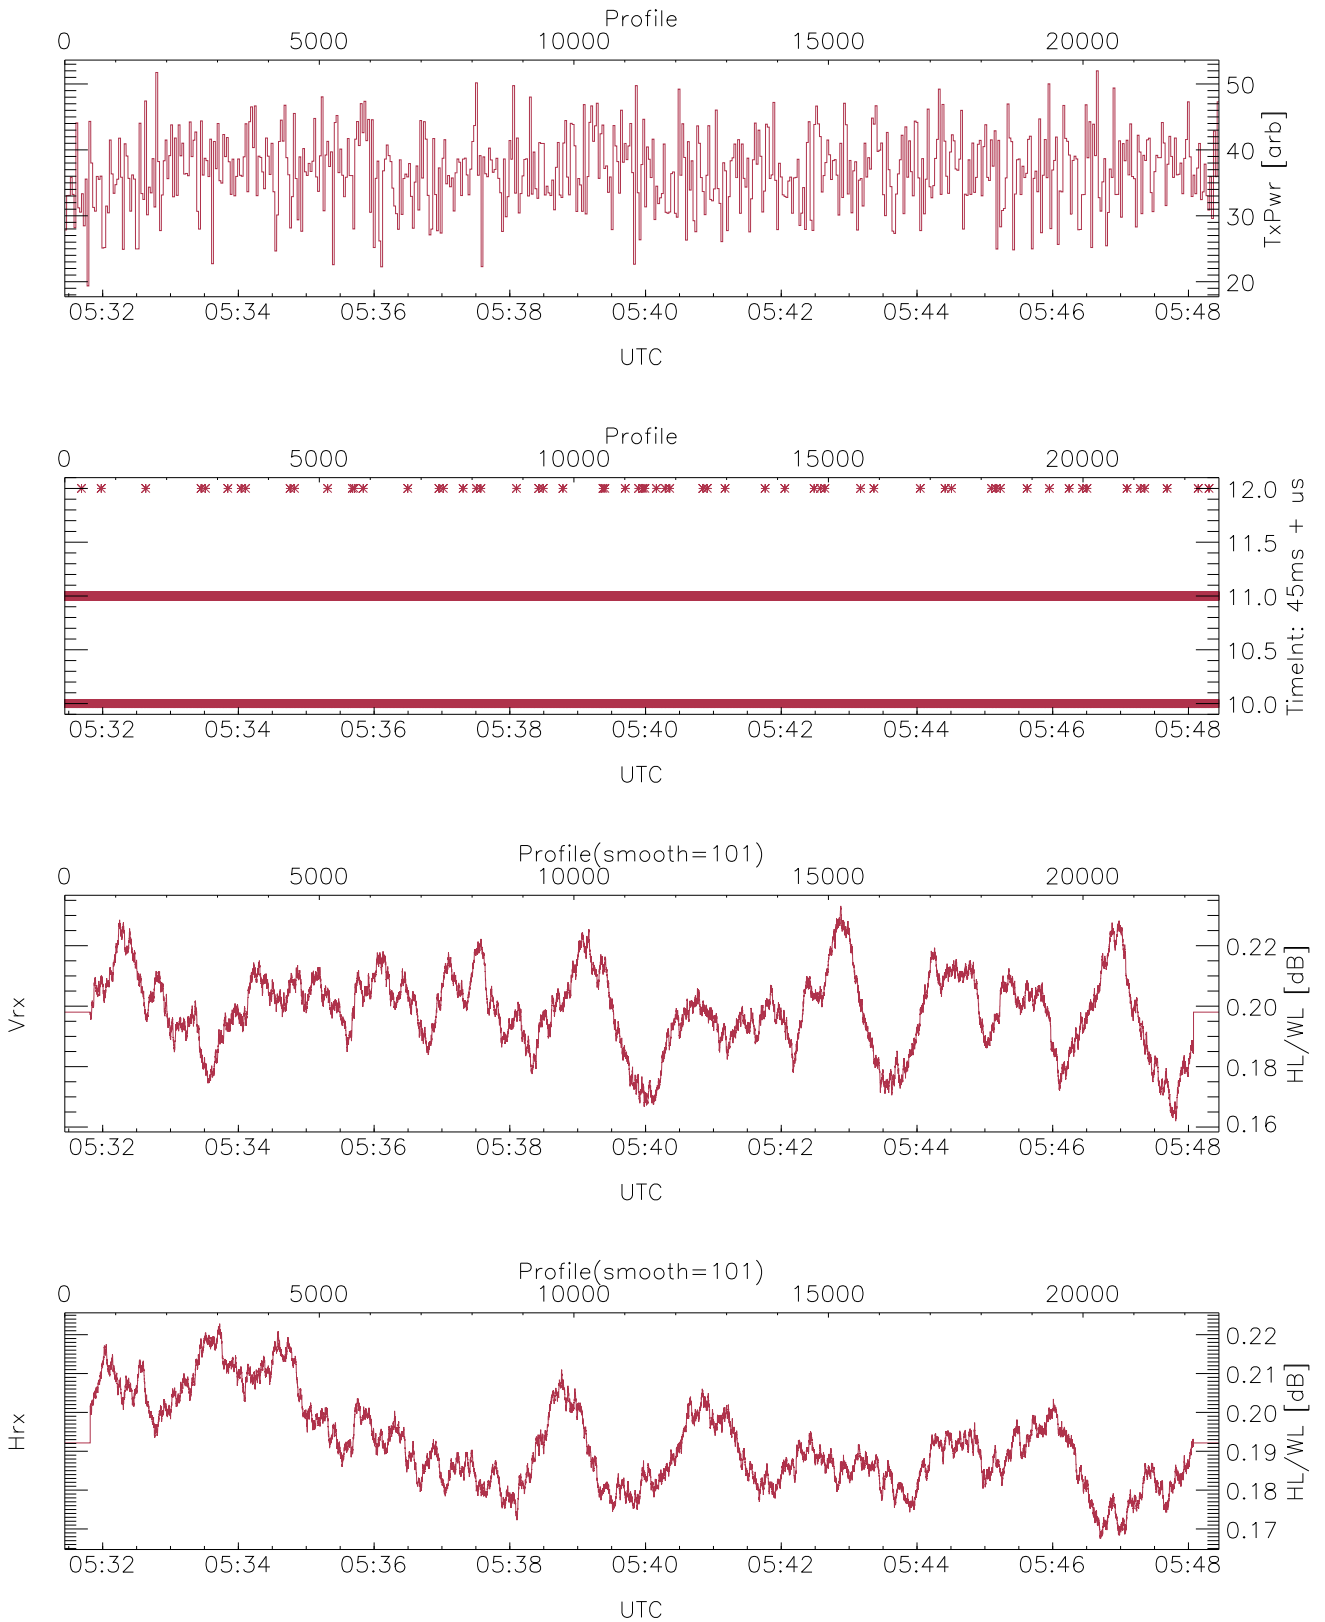 Profile
0 5000 10000 15000 20000
50
40
30
20
TxPwr [arb]
05:32 05:34 05:36 05:38 05:40 05:42 05:44 05:46 05:48
UTC
Profile
0 5000 10000 15000 20000
12.0
11.5
11.0
10.5
10.0
TimeInt: 45ms + us
05:32 05:34 05:36 05:38 05:40 05:42 05:44 05:46 05:48
UTC
Profile(smooth=101)
0 5000 10000 15000 20000
Vrx
0.22
0.20
0.18
0.16
HL/WL [dB]
05:32 05:34 05:36 05:38 05:40 05:42 05:44 05:46 05:48
UTC
Profile(smooth=101)
0 5000 10000 15000 20000
Hrx
0.22
0.21
0.20
0.19
0.18
0.17
HL/WL [dB]
05:32 05:34 05:36 05:38 05:40 05:42 05:44 05:46 05:48
UTC